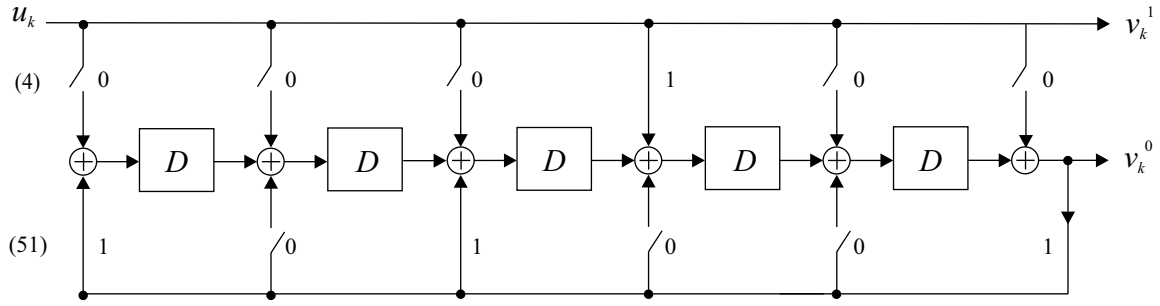 u_k v_k^1
(4) 0 0 0 1 0 0
+ D + D + D + D + D + v_k^0
(51) 1 0 1 0 0 1